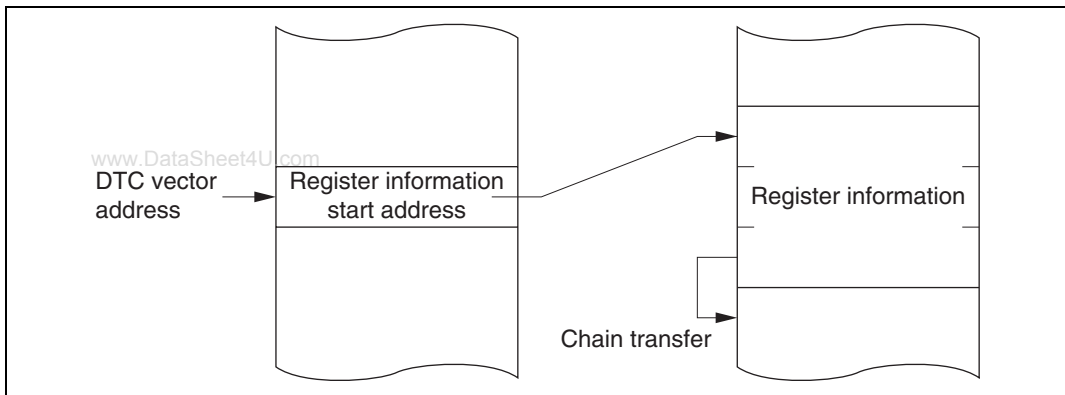 www.DataSheet4U.com
DTC vector
address
Register information
start address
Register information
Chain transfer